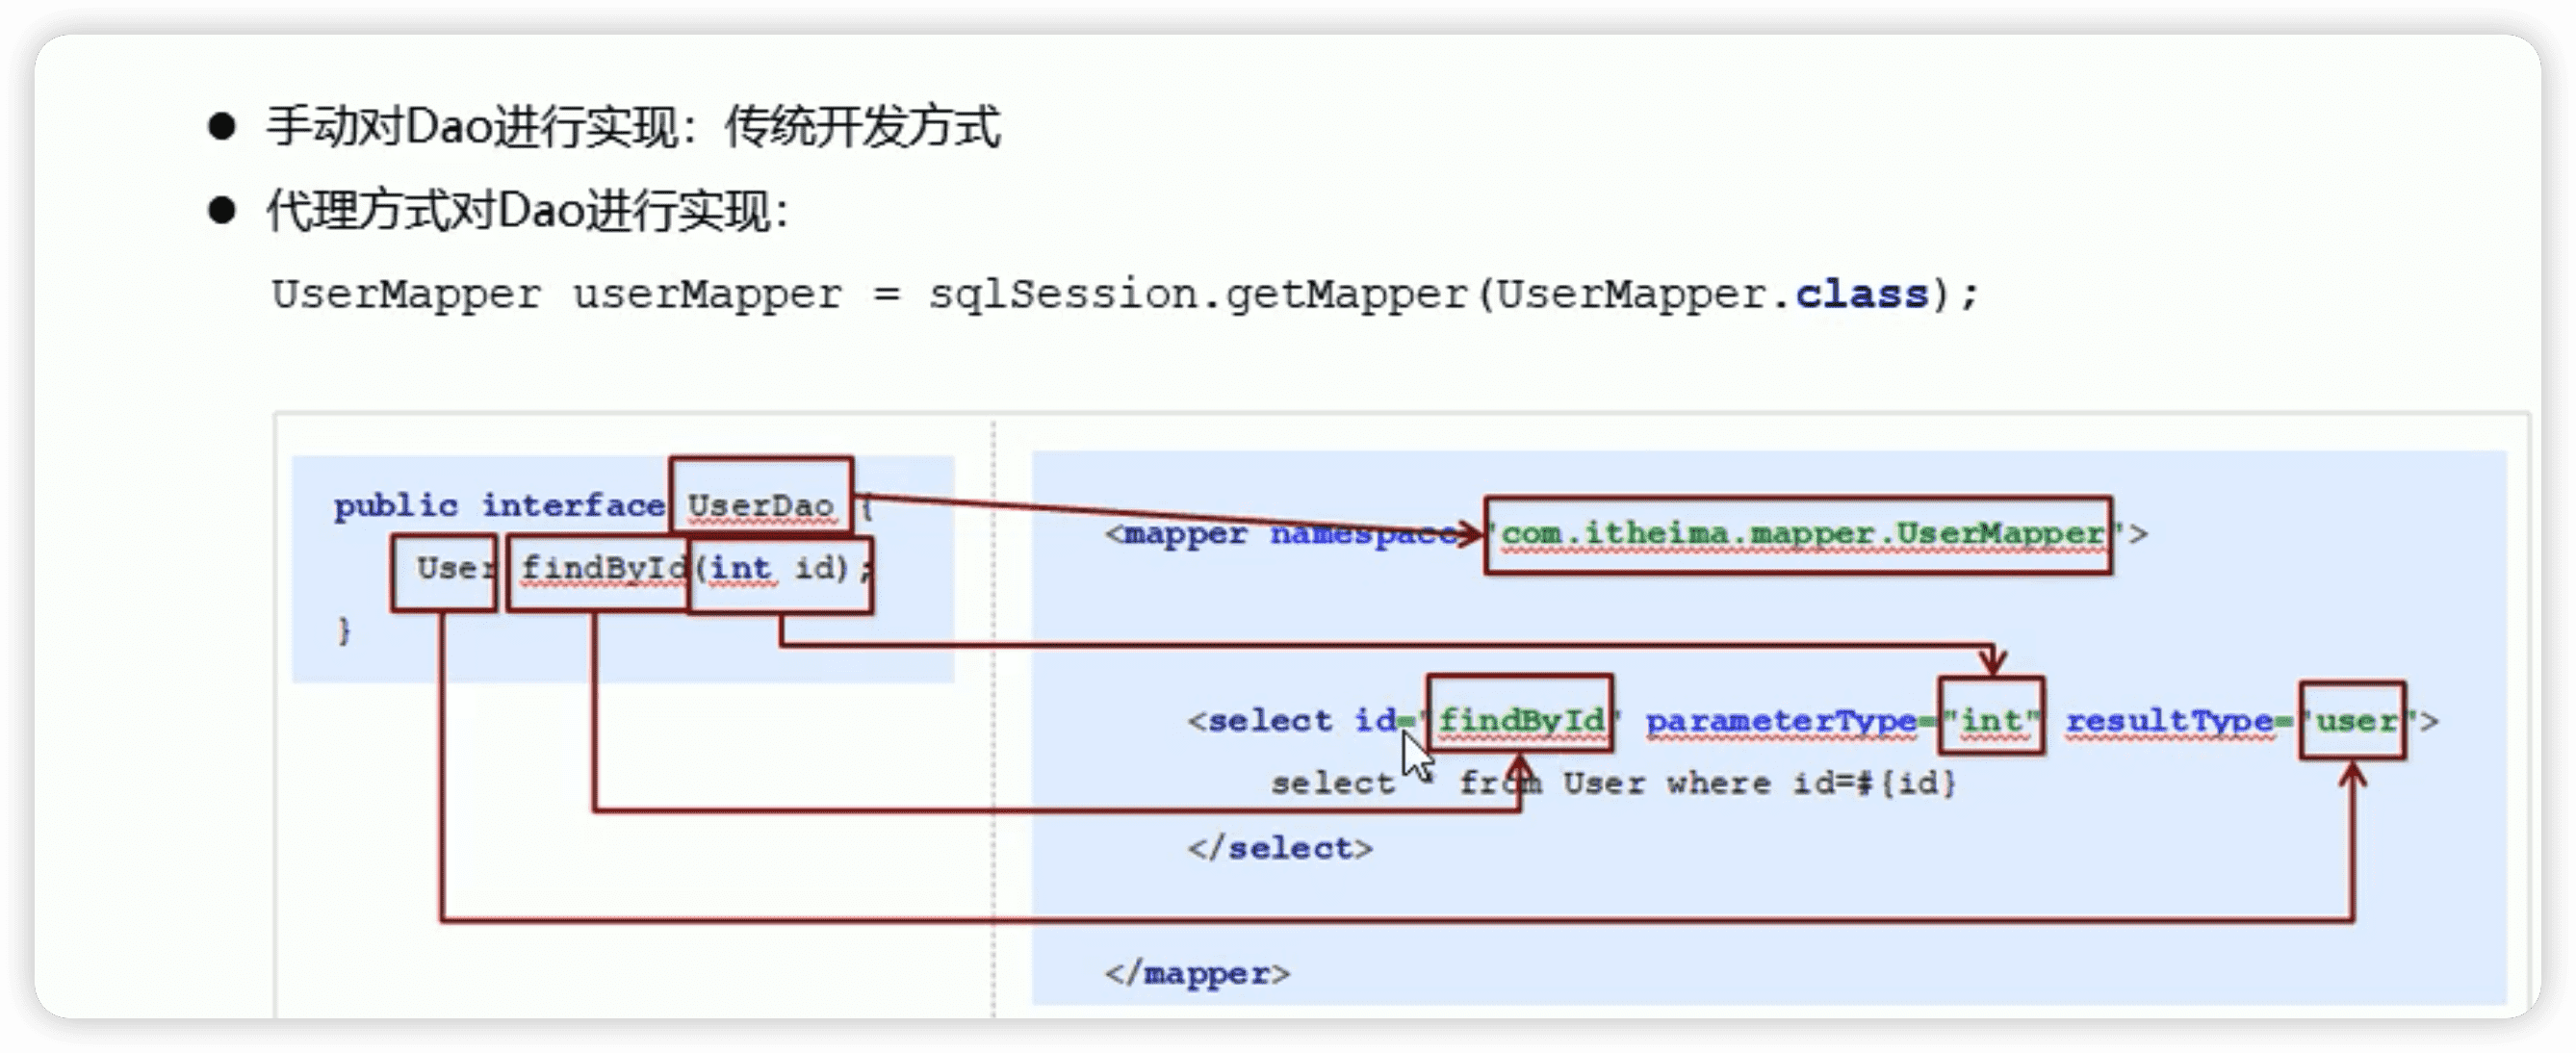 ● 手动对Dao进行实现：传统开发方式
● 代理方式对Dao进行实现：
UserMapper userMapper = sqlSession.getMapper(UserMapper.class);
public interface UserDao {
User findById(int id);
}
<mapper namespace="com.itheima.mapper.UserMapper">
<select id="findById" parameterType="int" resultType="user">
select * from User where id=#{id}
</select>
</mapper>